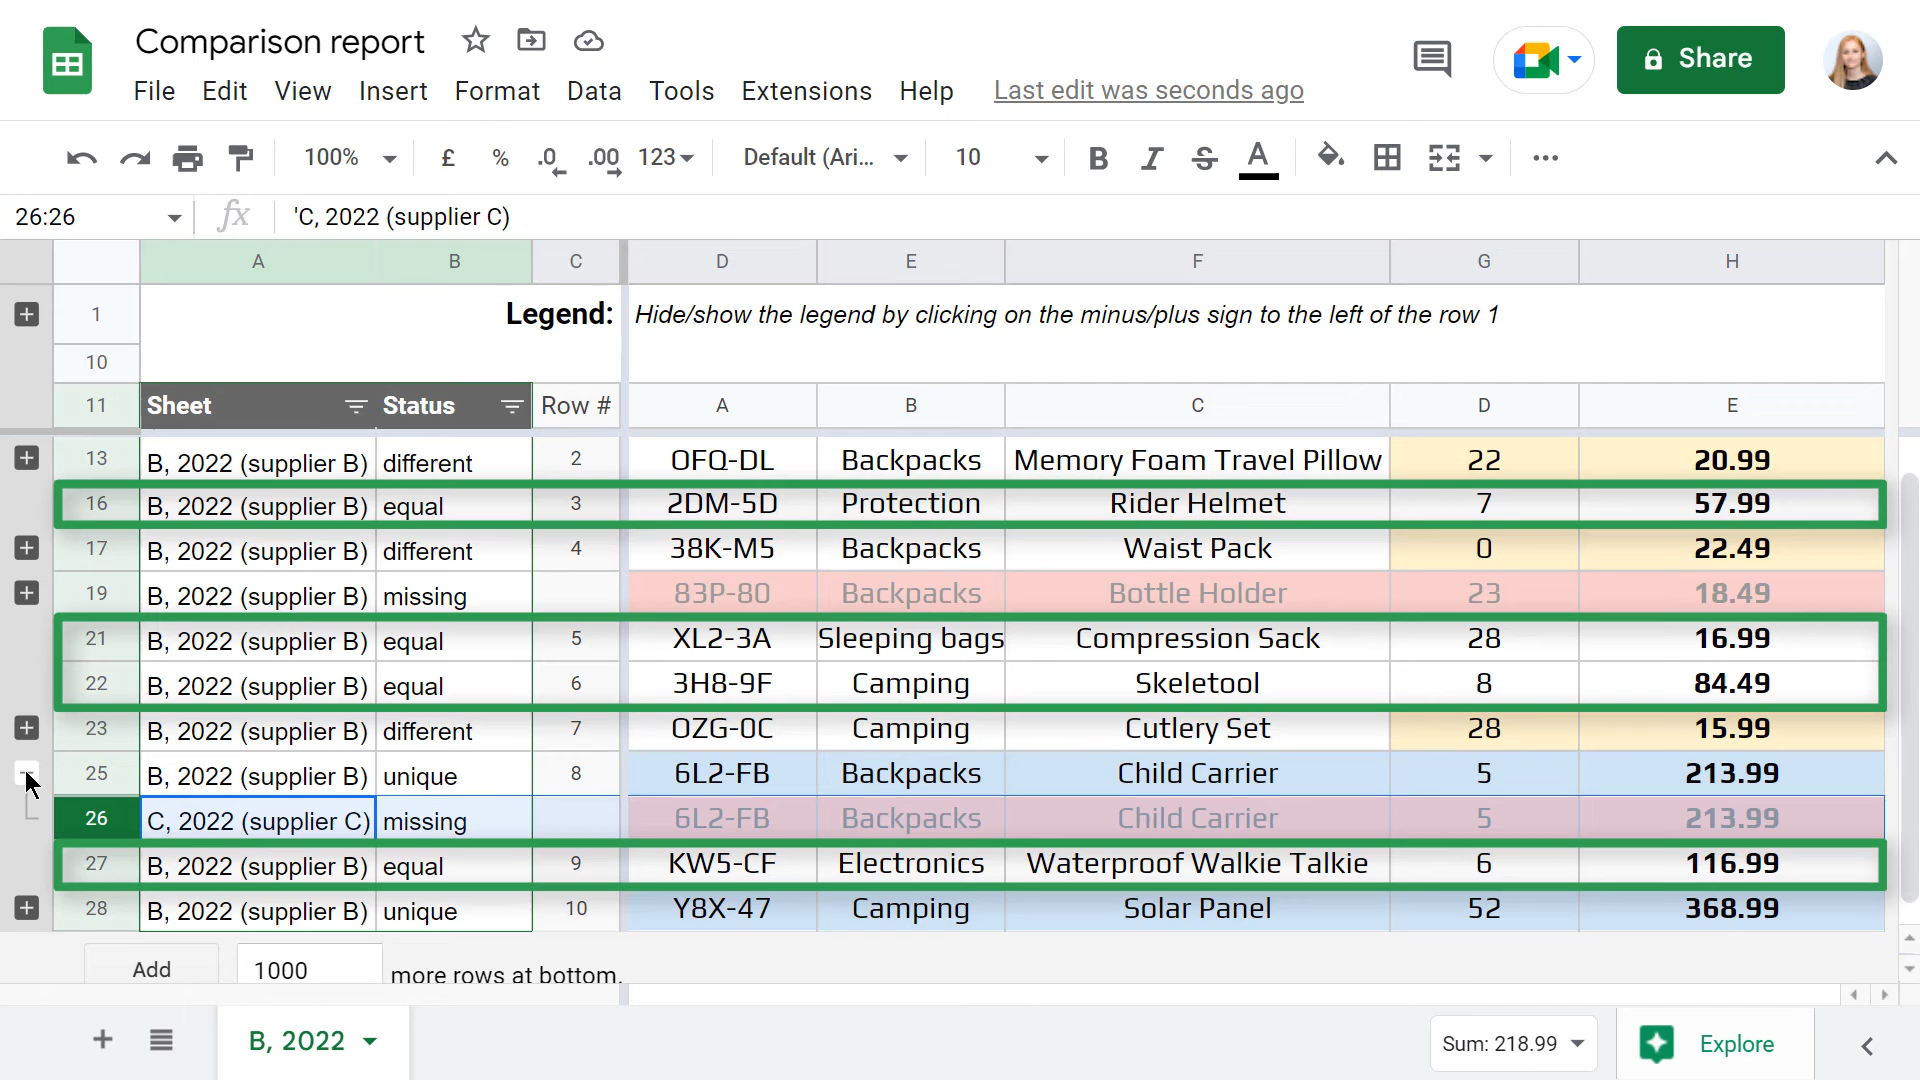 Comparison report
File Edit View Insert Format Data Tools Extensions Help Last edit was seconds ago
Share
100% £ % .0 .00 123 Default (Ari... 10 B I S A
26:26 fx 'C, 2022 (supplier C)
A B C D E F G H
1 Legend: Hide/show the legend by clicking on the minus/plus sign to the left of the row 1
10
11 Sheet Status Row # A B C D E
13 B, 2022 (supplier B) different 2 OFQ-DL Backpacks Memory Foam Travel Pillow 22 20.99
16 B, 2022 (supplier B) equal 3 2DM-5D Protection Rider Helmet 7 57.99
17 B, 2022 (supplier B) different 4 38K-M5 Backpacks Waist Pack 0 22.49
19 B, 2022 (supplier B) missing 83P-80 Backpacks Bottle Holder 23 18.49
21 B, 2022 (supplier B) equal 5 XL2-3A Sleeping bags Compression Sack 28 16.99
22 B, 2022 (supplier B) equal 6 3H8-9F Camping Skeletool 8 84.49
23 B, 2022 (supplier B) different 7 OZG-0C Camping Cutlery Set 28 15.99
25 B, 2022 (supplier B) unique 8 6L2-FB Backpacks Child Carrier 5 213.99
26 C, 2022 (supplier C) missing 6L2-FB Backpacks Child Carrier 5 213.99
27 B, 2022 (supplier B) equal 9 KW5-CF Electronics Waterproof Walkie Talkie 6 116.99
28 B, 2022 (supplier B) unique 10 Y8X-47 Camping Solar Panel 52 368.99
Add 1000 more rows at bottom.
B, 2022 Sum: 218.99 Explore